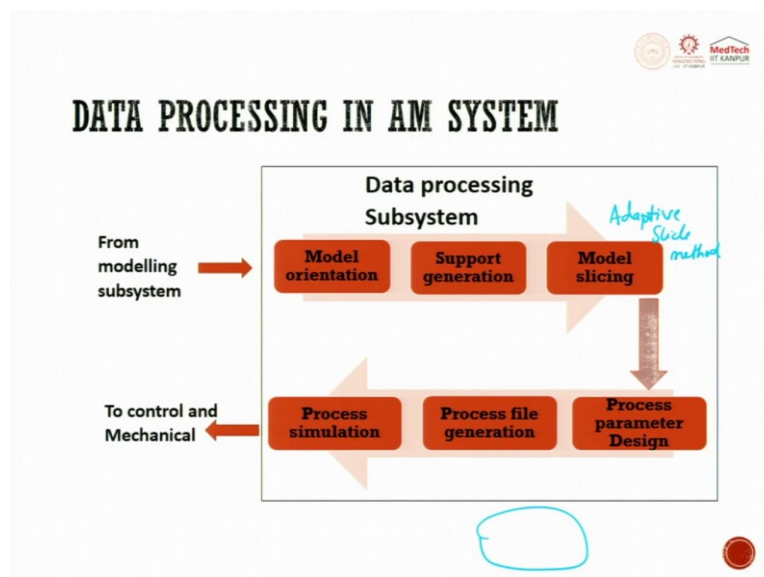 MedTech
IIT KANPUR
DATA PROCESSING IN AM SYSTEM
Data processing
Subsystem
Adaptive
Slide
method
From
modelling
subsystem
Model
orientation
Support
generation
Model
slicing
To control and
Mechanical
Process
simulation
Process file
generation
Process
parameter
Design